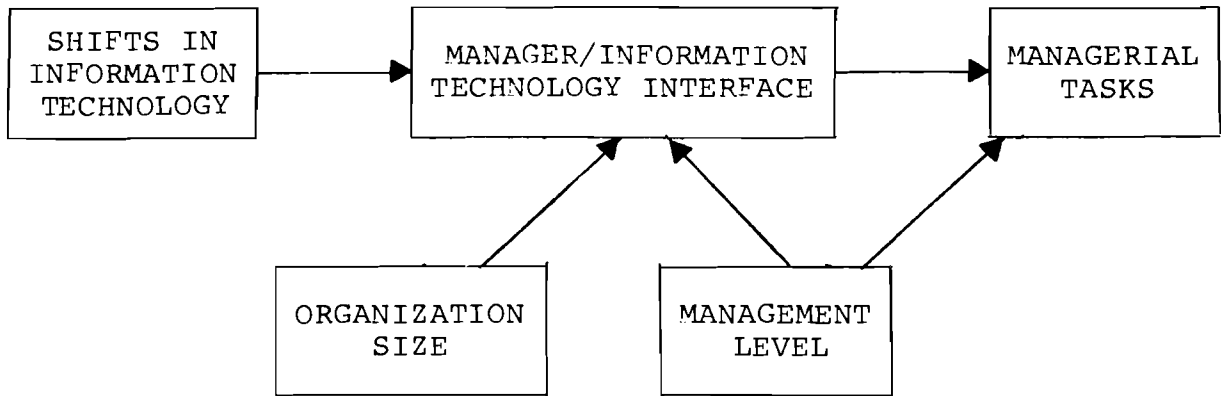 SHIFTS IN
INFORMATION
TECHNOLOGY
MANAGER/INFORMATION
TECHNOLOGY INTERFACE
MANAGERIAL
TASKS
ORGANIZATION
SIZE
MANAGEMENT
LEVEL